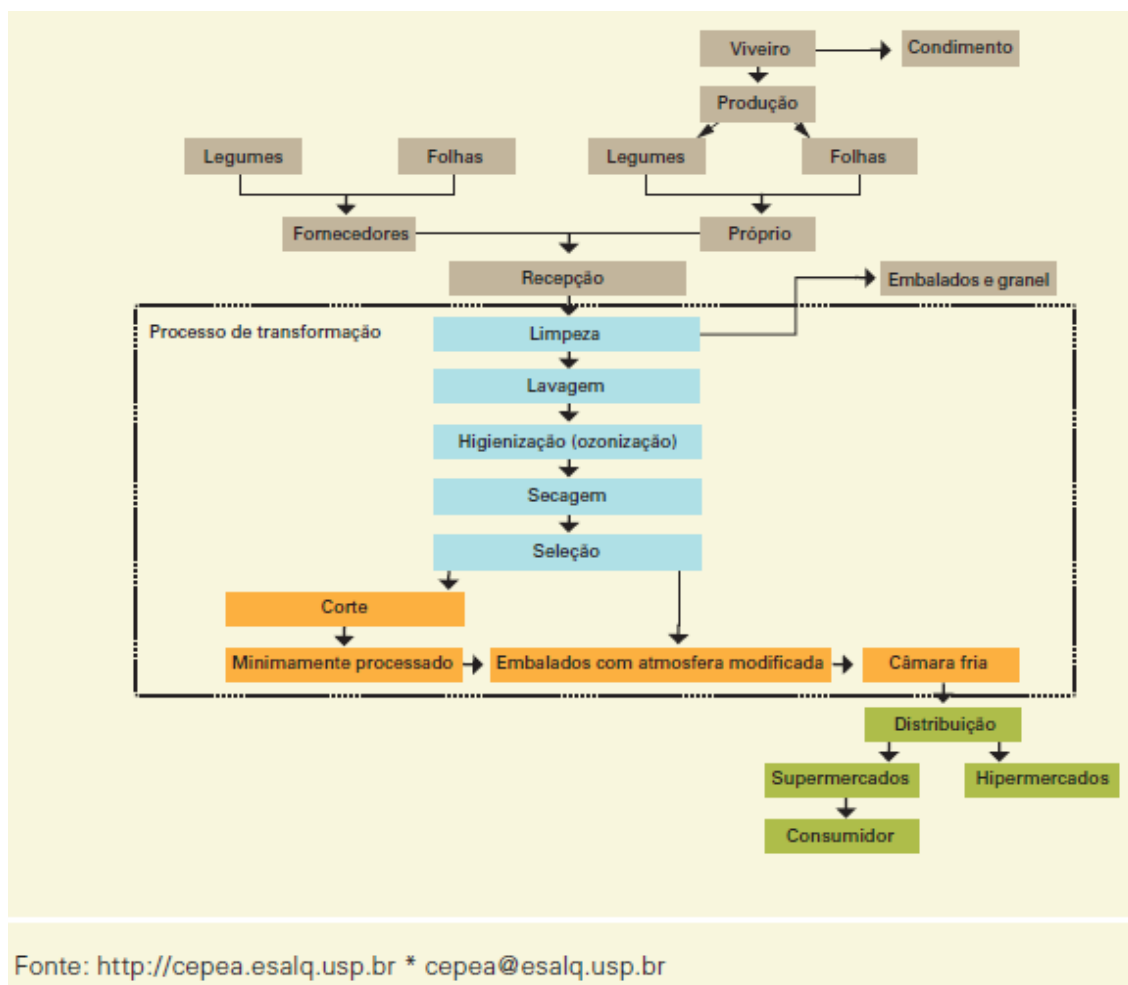 Viveiro
Condimento
Produção
Legumes
Folhas
Legumes
Folhas
Fornecedores
Próprio
Recepção
Embalados e granel
Processo de transformação
Limpeza
Lavagem
Higienização (ozonização)
Secagem
Seleção
Corte
Minimamente processado
Embalados com atmosfera modificada
Câmara fria
Distribuição
Supermercados
Hipermercados
Consumidor
Fonte: http://cepea.esalq.usp.br * cepea@esalq.usp.br